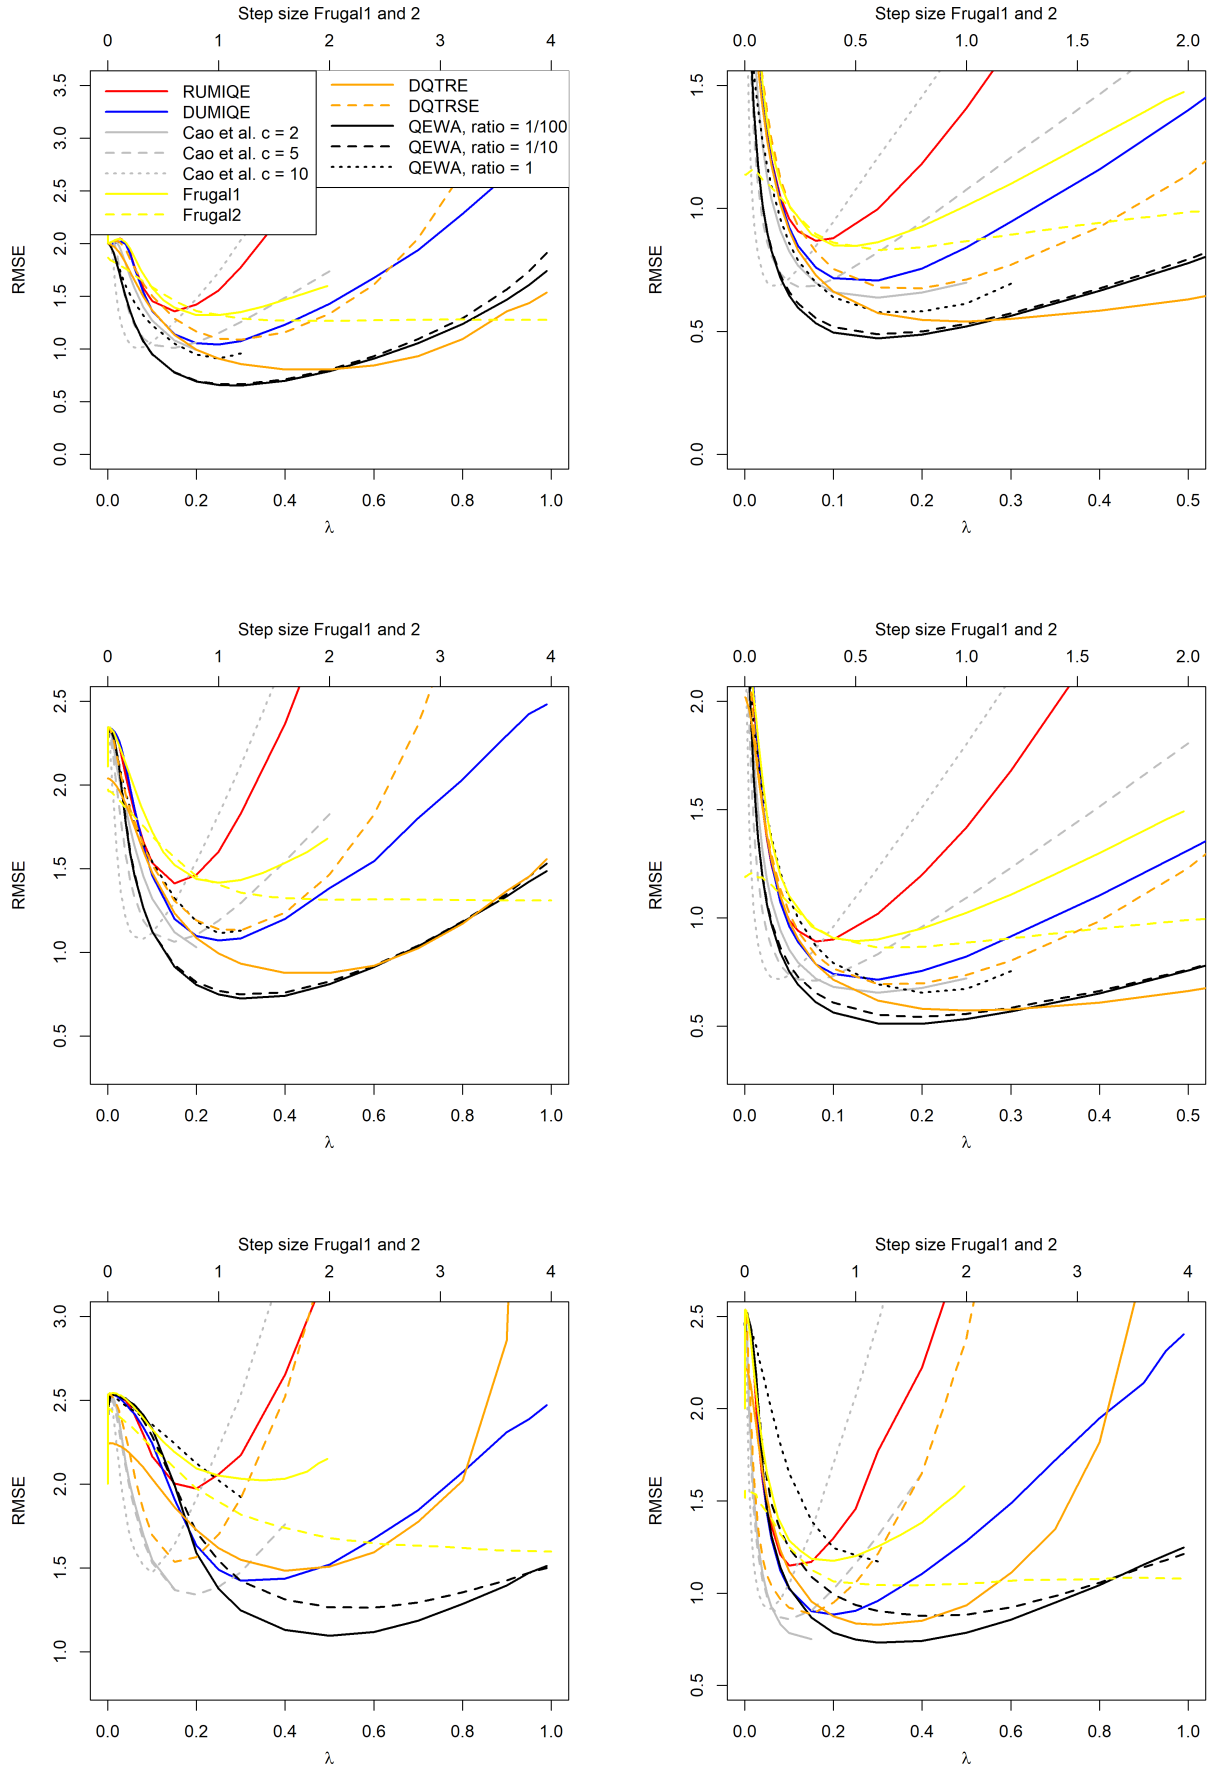 Step size Frugal1 and 2
0 1 2 3 4
RMSE
0.0 0.5 1.0 1.5 2.0 2.5 3.0 3.5
RUMIQE
DUMIQE
Cao et al. c = 2
Cao et al. c = 5
Cao et al. c = 10
Frugal1
Frugal2
DQTRE
DQTRSE
QEWA, ratio = 1/100
QEWA, ratio = 1/10
QEWA, ratio = 1
0.0 0.2 0.4 0.6 0.8 1.0
λ
Step size Frugal1 and 2
0.0 0.5 1.0 1.5 2.0
RMSE
0.0 0.5 1.0 1.5
0.0 0.1 0.2 0.3 0.4 0.5
λ
Step size Frugal1 and 2
0 1 2 3 4
RMSE
0.5 1.0 1.5 2.0 2.5
0.0 0.2 0.4 0.6 0.8 1.0
λ
Step size Frugal1 and 2
0.0 0.5 1.0 1.5 2.0
RMSE
0.5 1.0 1.5 2.0
0.0 0.1 0.2 0.3 0.4 0.5
λ
Step size Frugal1 and 2
0 1 2 3 4
RMSE
1.0 1.5 2.0 2.5 3.0
0.0 0.2 0.4 0.6 0.8 1.0
λ
Step size Frugal1 and 2
0 1 2 3 4
RMSE
0.5 1.0 1.5 2.0 2.5
0.0 0.2 0.4 0.6 0.8 1.0
λ